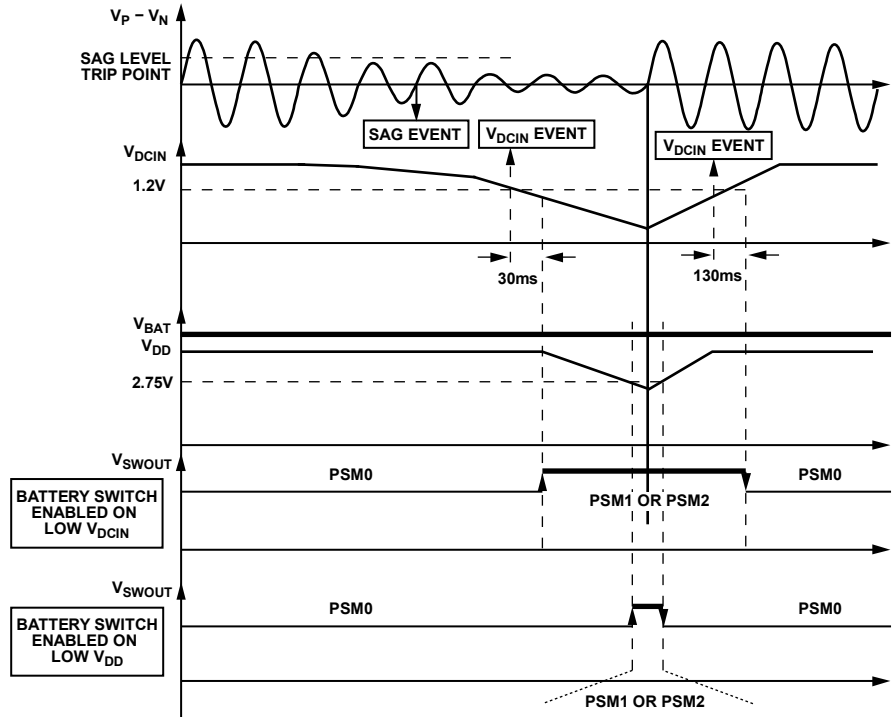 VP – VN
SAG LEVEL
TRIP POINT
SAG EVENT
VDCIN EVENT
VDCIN EVENT
VDCIN
1.2V
30ms
130ms
VBAT
VDD
2.75V
VSWOUT
PSM0
PSM0
BATTERY SWITCH
ENABLED ON
LOW VDCIN
PSM1 OR PSM2
VSWOUT
PSM0
PSM0
BATTERY SWITCH
ENABLED ON
LOW VDD
PSM1 OR PSM2